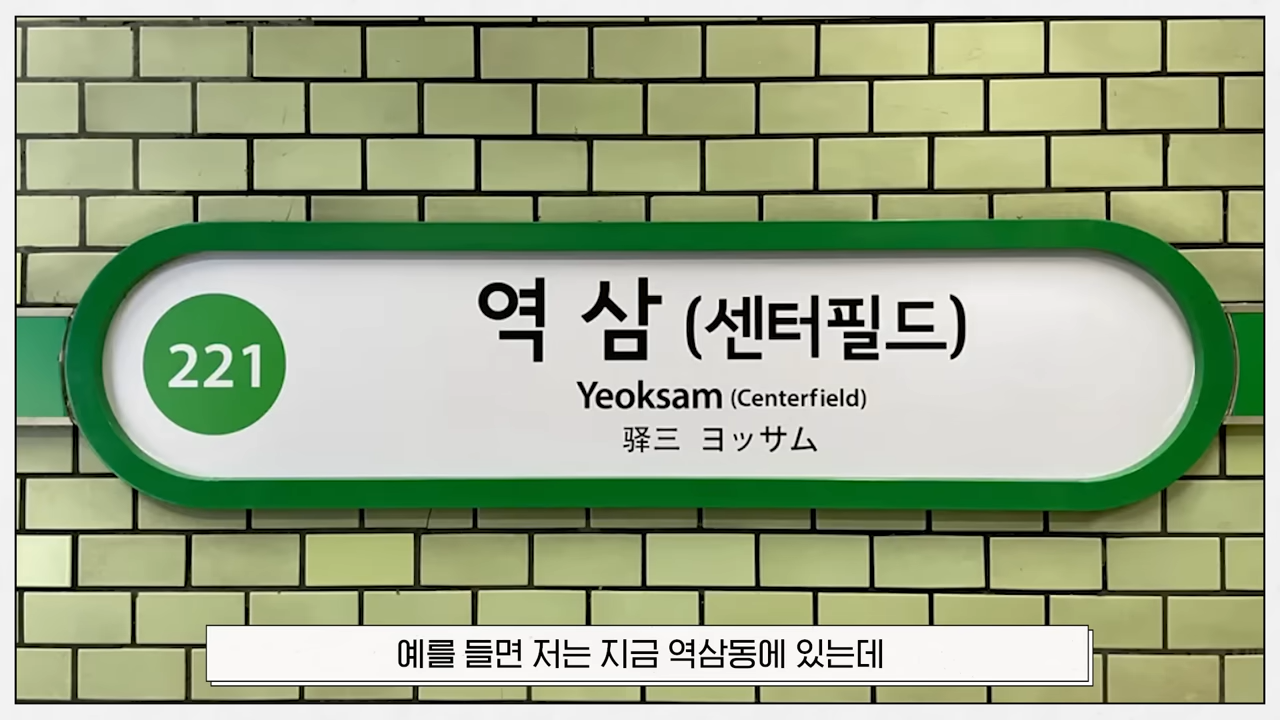 221
역 삼 (센터필드)
Yeoksam (Centerfield)
驿三 ヨッサム
예를 들면 저는 지금 역삼동에 있는데